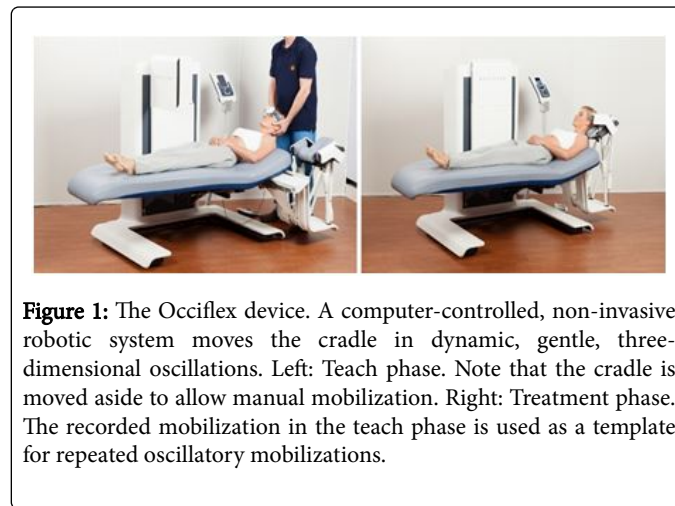 Figure 1: The Occiflex device. A computer-controlled, non-invasive
robotic system moves the cradle in dynamic, gentle, three-
dimensional oscillations. Left: Teach phase. Note that the cradle is
moved aside to allow manual mobilization. Right: Treatment phase.
The recorded mobilization in the teach phase is used as a template
for repeated oscillatory mobilizations.